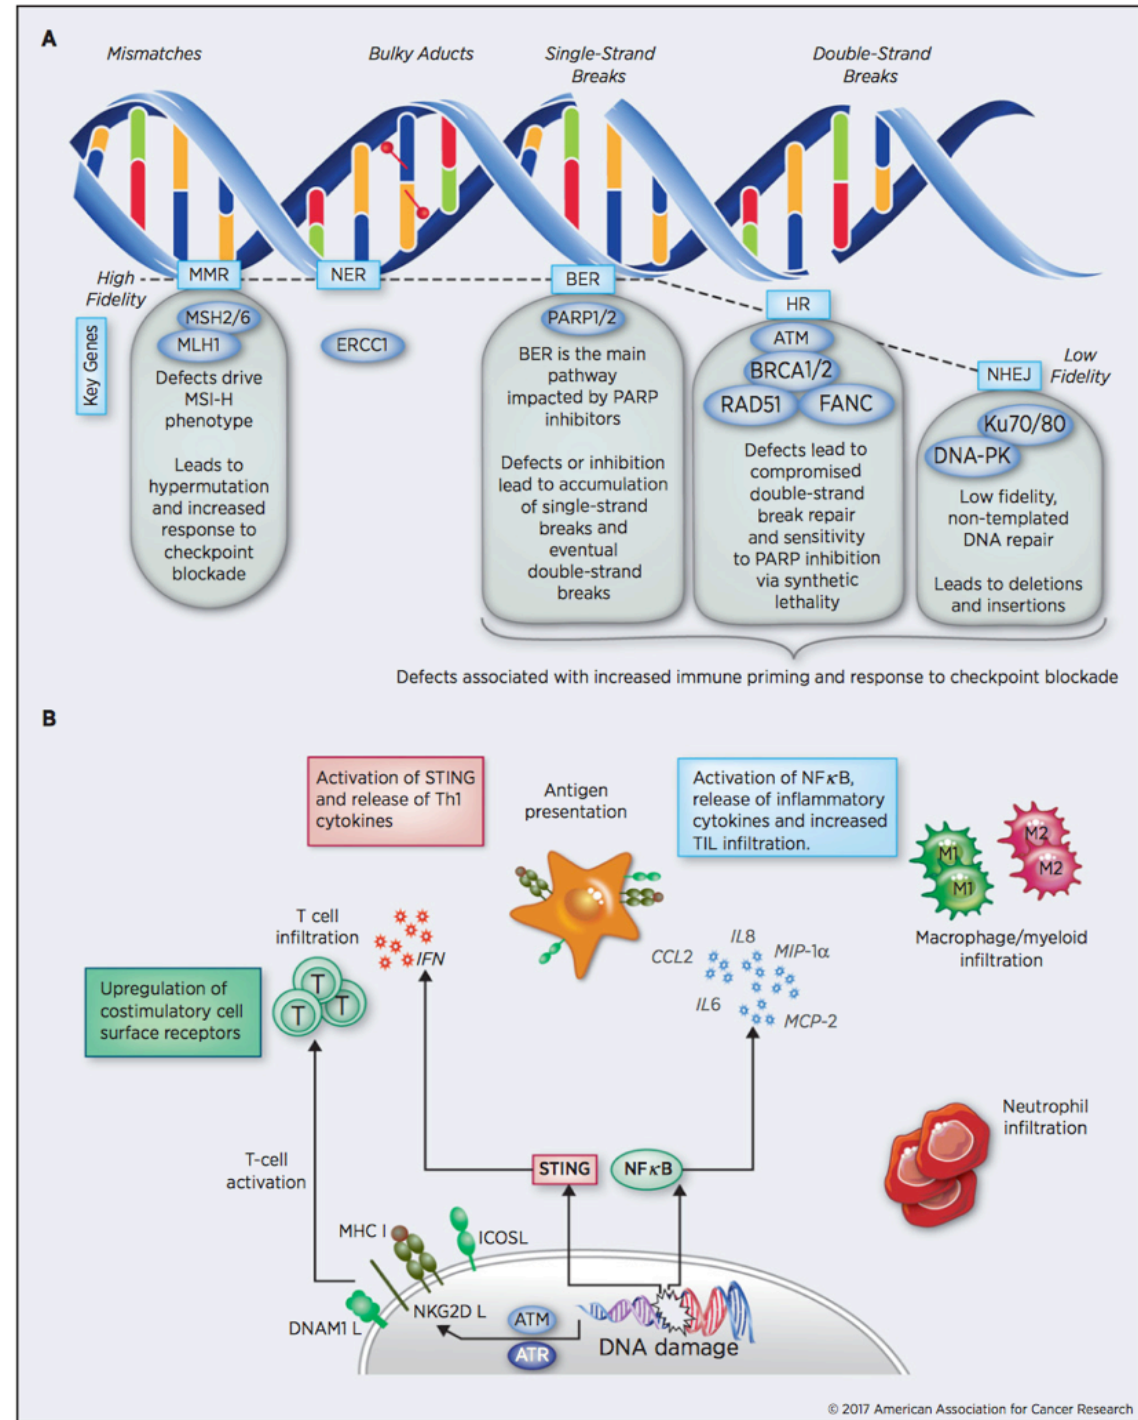 A
Mismatches
Bulky Aducts
Single-Strand
Breaks
Double-Strand
Breaks
High
Fidelity
MMR
NER
BER
HR
NHEJ
Low
Fidelity
Key Genes
MSH2/6
MLH1
Defects drive
MSI-H
phenotype
Leads to
hypermutation
and increased
response to
checkpoint
blockade
ERCC1
PARP1/2
BER is the main
pathway
impacted by PARP
inhibitors
Defects or inhibition
lead to accumulation
of single-strand
breaks and
eventual
double-strand
breaks
ATM
BRCA1/2
RAD51
FANC
Defects lead to
compromised
double-strand
break repair
and sensitivity
to PARP inhibition
via synthetic
lethality
Ku70/80
DNA-PK
Low fidelity,
non-templated
DNA repair
Leads to deletions
and insertions
Defects associated with increased immune priming and response to checkpoint blockade
B
Activation of STING
and release of Th1
cytokines
Antigen
presentation
Activation of NFκB,
release of inflammatory
cytokines and increased
TIL infiltration.
M1
M1
M2
M2
Macrophage/myeloid
infiltration
T cell
infiltration
IFN
T
T
T
Upregulation of
costimulatory cell
surface receptors
CCL2
IL8
MIP-1α
IL6
MCP-2
Neutrophil
infiltration
T-cell
activation
STING
NFκB
MHC I
ICOSL
NKG2D L
DNAM1 L
ATM
ATR
DNA damage
© 2017 American Association for Cancer Research